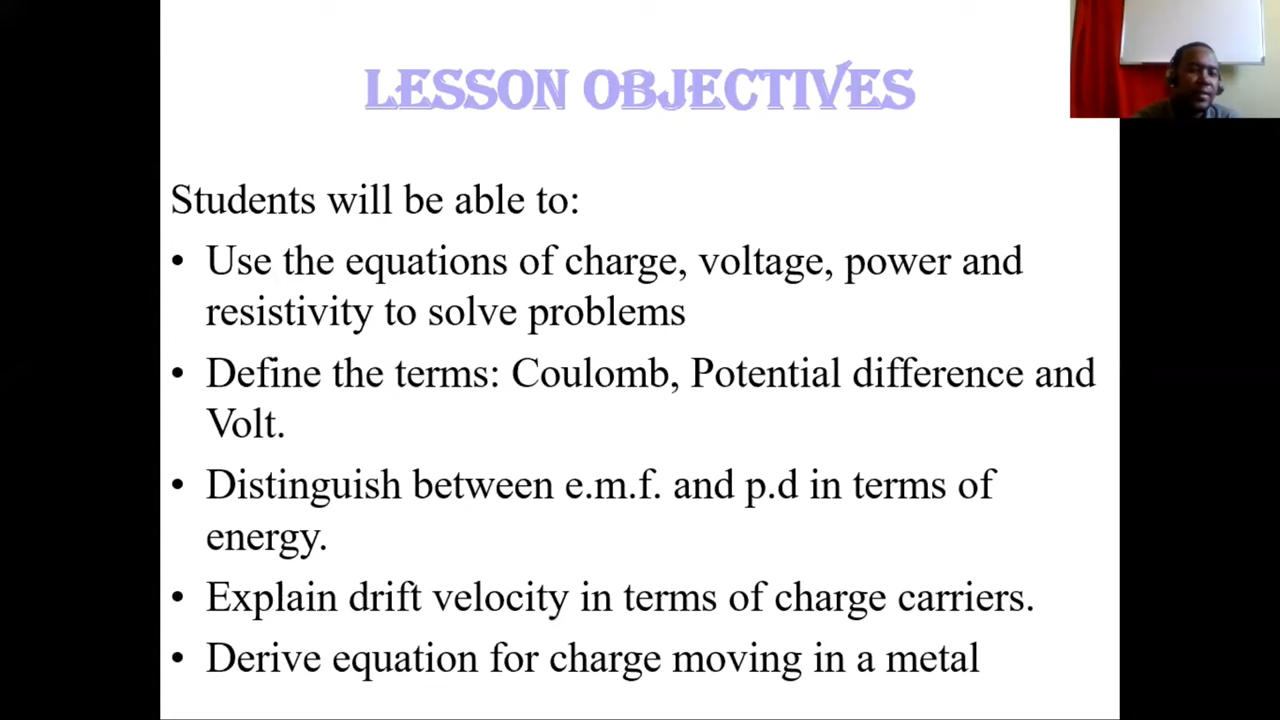 LESSON OBJECTIVES
Students will be able to:
• Use the equations of charge, voltage, power and
resistivity to solve problems
• Define the terms: Coulomb, Potential difference and
Volt.
• Distinguish between e.m.f. and p.d in terms of
energy.
• Explain drift velocity in terms of charge carriers.
• Derive equation for charge moving in a metal